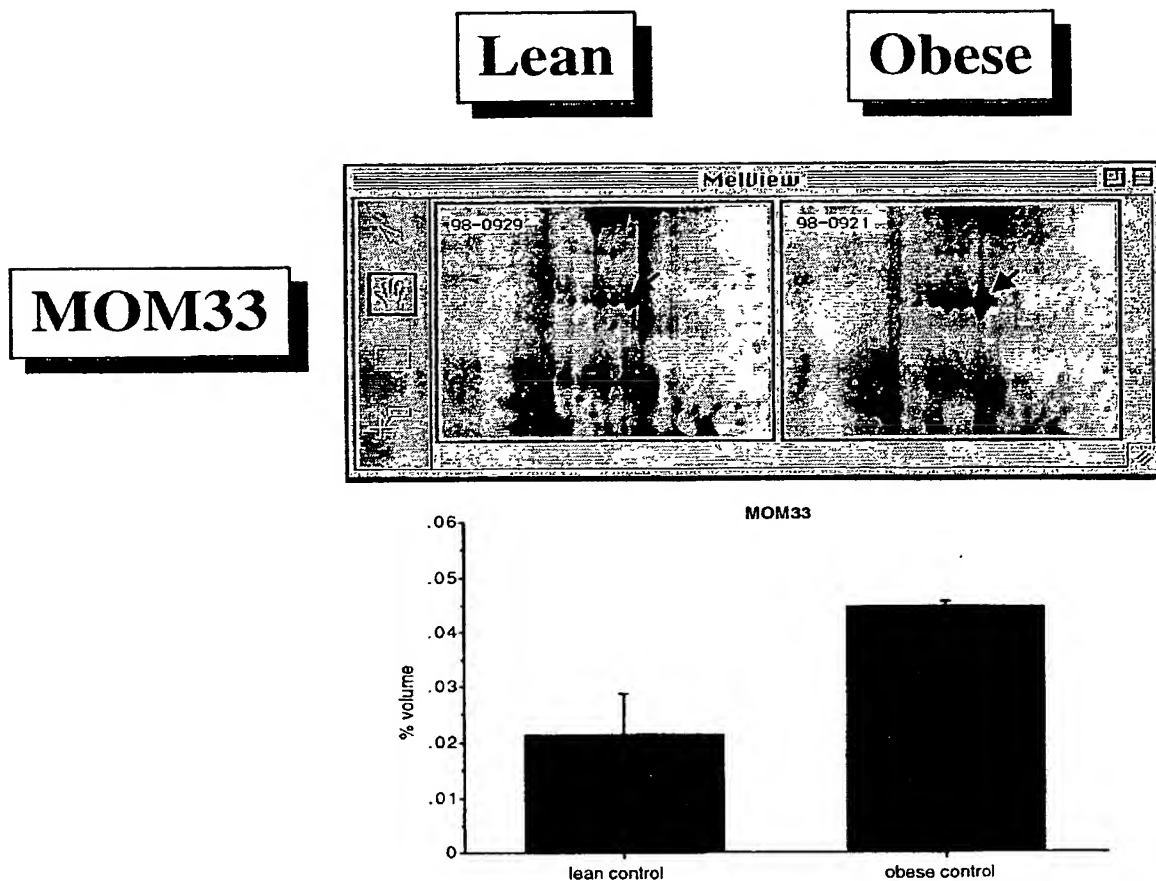 Lean
Obese
MelView
98-0929
98-0921
MOM33
MOM33
.06
.05
.04
.03
.02
.01
0
% volume
lean control
obese control